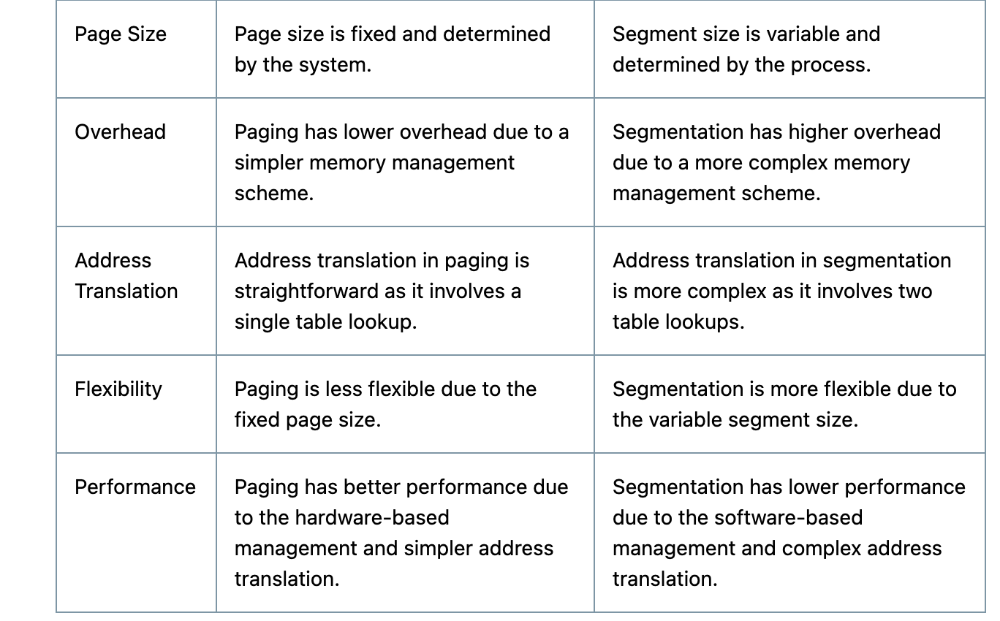 Page Size
Page size is fixed and determined
by the system.
Segment size is variable and
determined by the process.
Overhead
Paging has lower overhead due to a
simpler memory management
scheme.
Segmentation has higher overhead
due to a more complex memory
management scheme.
Address
Translation
Address translation in paging is
straightforward as it involves a
single table lookup.
Address translation in segmentation
is more complex as it involves two
table lookups.
Flexibility
Paging is less flexible due to the
fixed page size.
Segmentation is more flexible due to
the variable segment size.
Performance
Paging has better performance due
to the hardware-based
management and simpler address
translation.
Segmentation has lower performance
due to the software-based
management and complex address
translation.